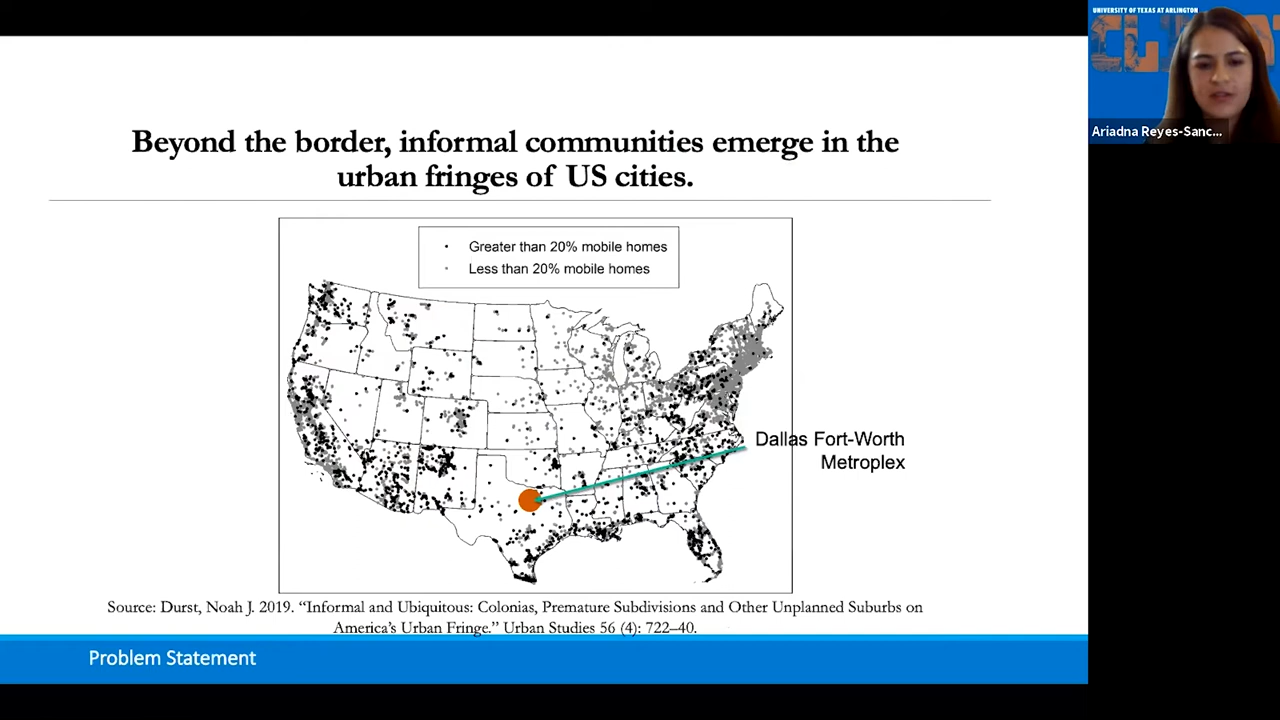 Beyond the border, informal communities emerge in the
urban fringes of US cities.
Greater than 20% mobile homes
Less than 20% mobile homes
Dallas Fort-Worth
Metroplex
Source: Durst, Noah J. 2019. “Informal and Ubiquitous: Colonias, Premature Subdivisions and Other Unplanned Suburbs on
America’s Urban Fringe.” Urban Studies 56 (4): 722–40.
Problem Statement
UNIVERSITY OF TEXAS AT ARLINGTON
Ariadna Reyes-Sanc...